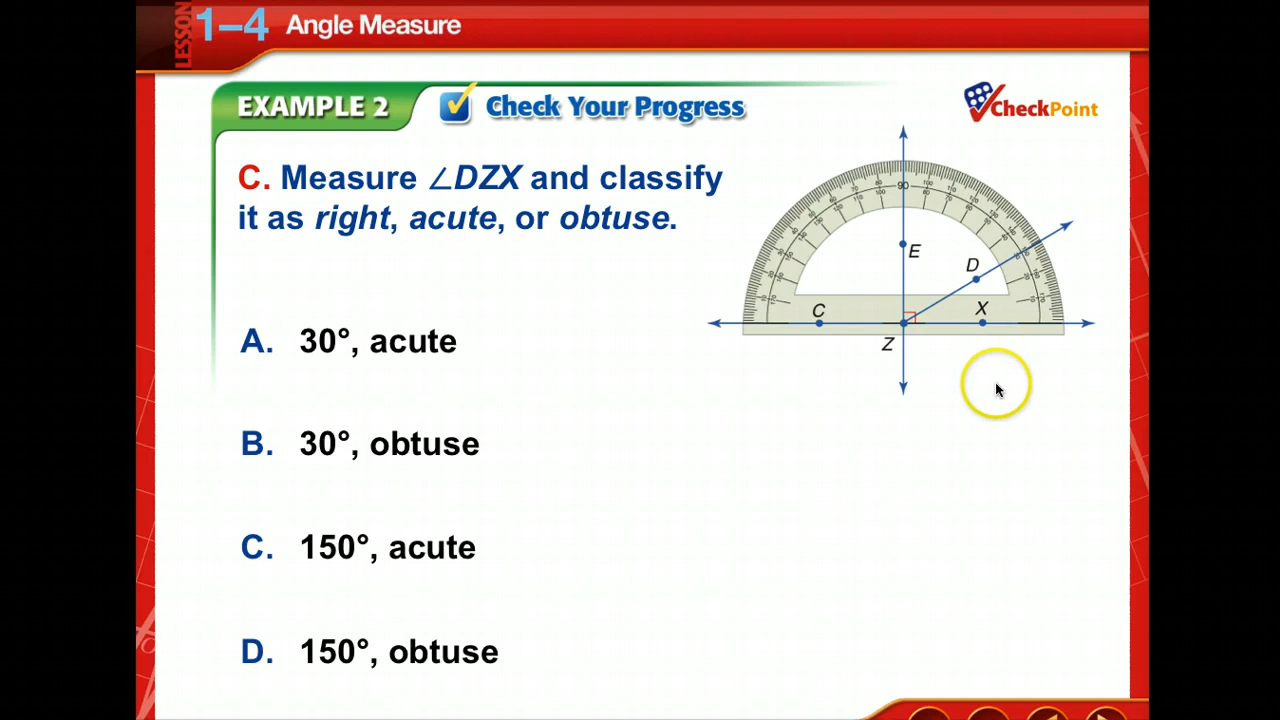 LESSON 1–4 Angle Measure
EXAMPLE 2 Check Your Progress
CheckPoint
C. Measure ∠DZX and classify
it as right, acute, or obtuse.
90
E
D
C
X
Z
A. 30°, acute
B. 30°, obtuse
C. 150°, acute
D. 150°, obtuse